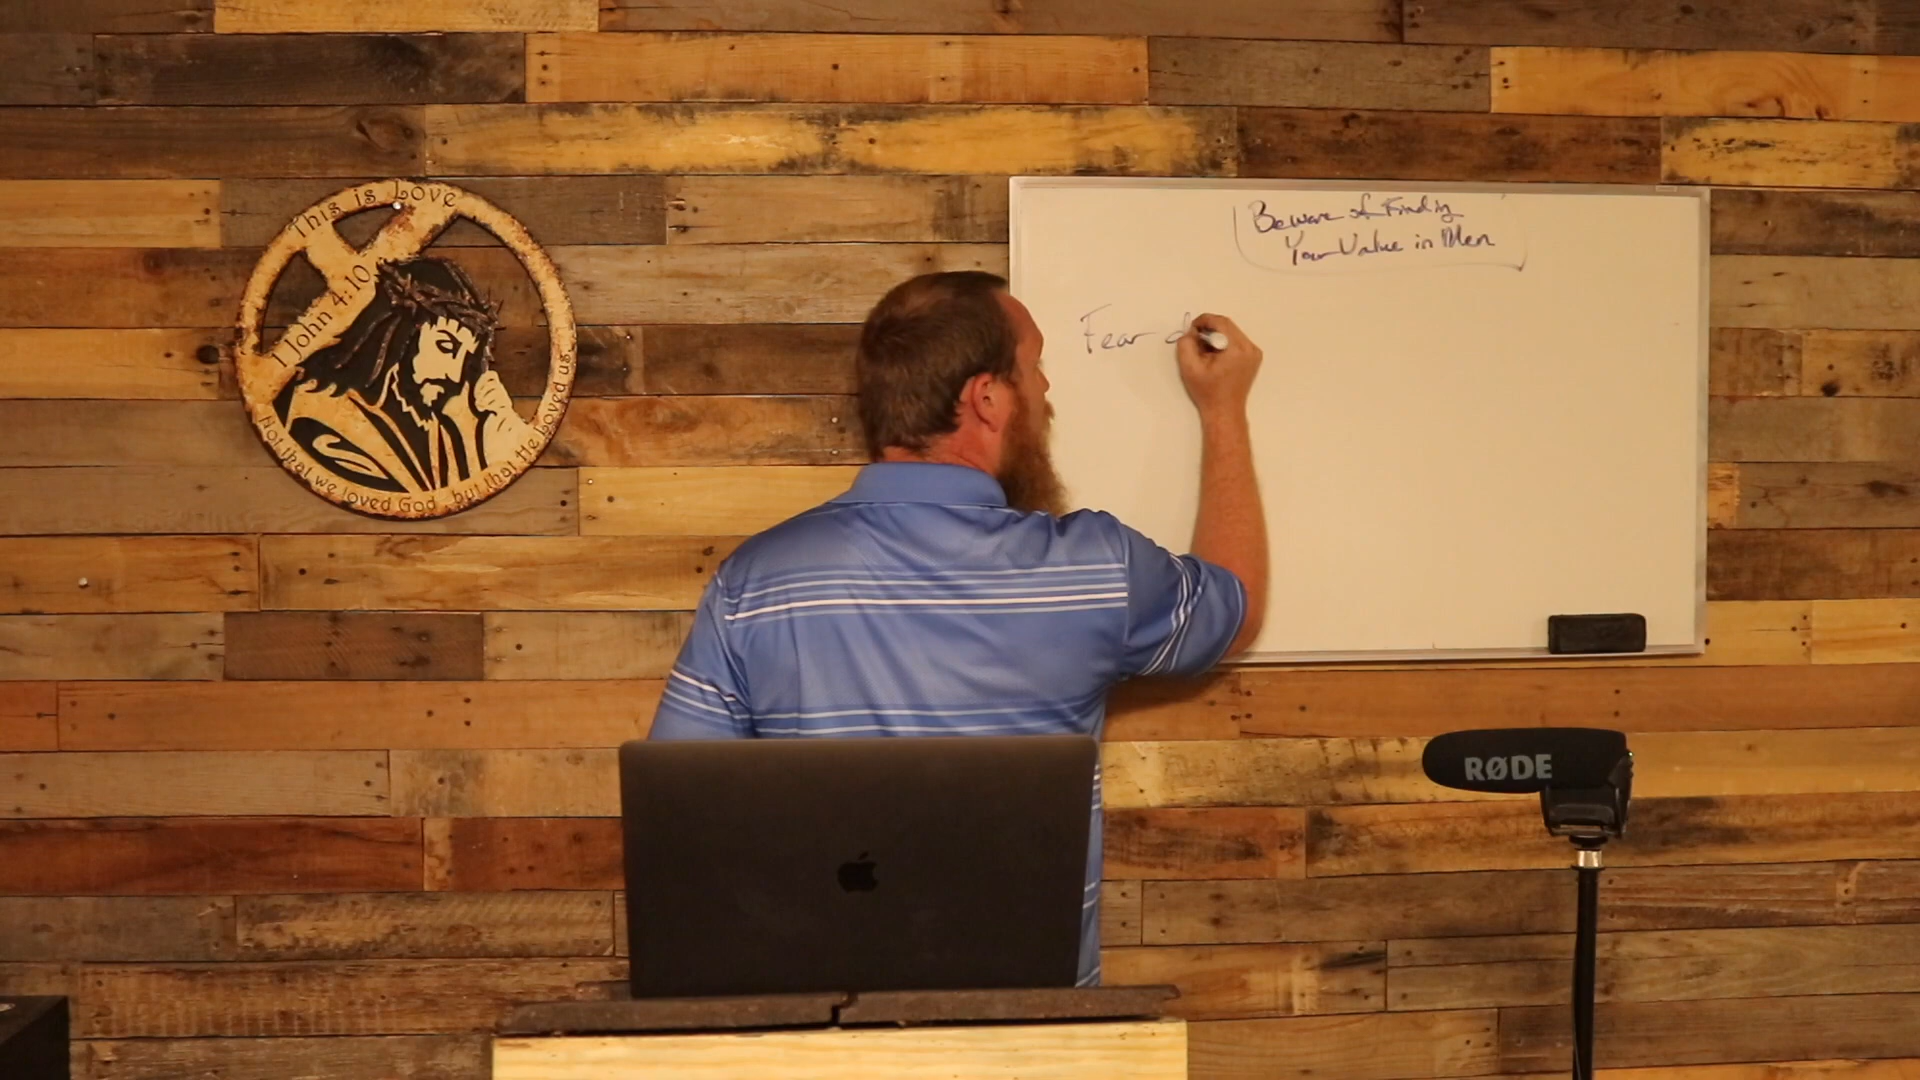 This is Love
1 John 4:10
Not that we loved God but that He Loved us
Beware of Finding
Your Value in Men
Fear
RØDE